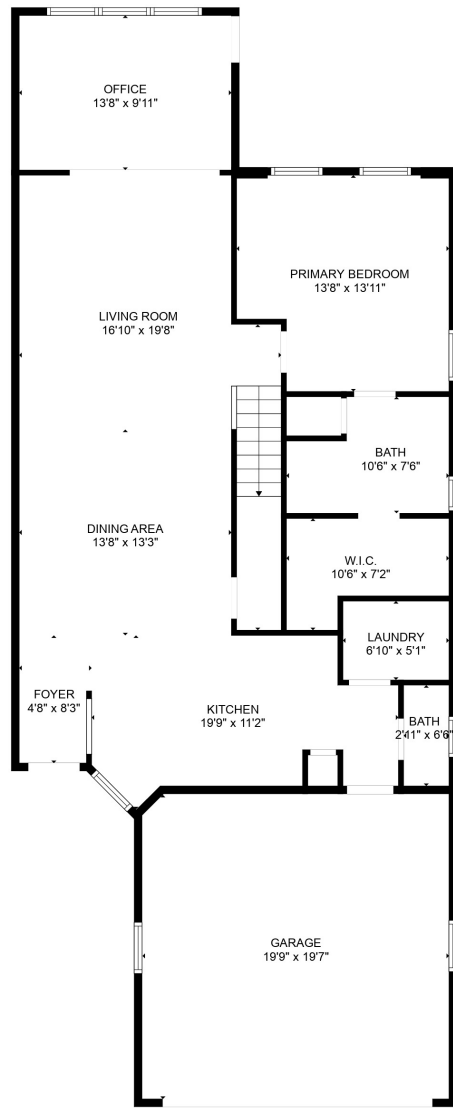 OFFICE
13'8" x 9'11"
PRIMARY BEDROOM
13'8" x 13'11"
LIVING ROOM
16'10" x 19'8"
BATH
10'6" x 7'6"
DINING AREA
13'8" x 13'3"
W.I.C.
10'6" x 7'2"
LAUNDRY
6'10" x 5'1"
FOYER
4'8" x 8'3"
KITCHEN
19'9" x 11'2"
BATH
2'11" x 6'6"
GARAGE
19'9" x 19'7"